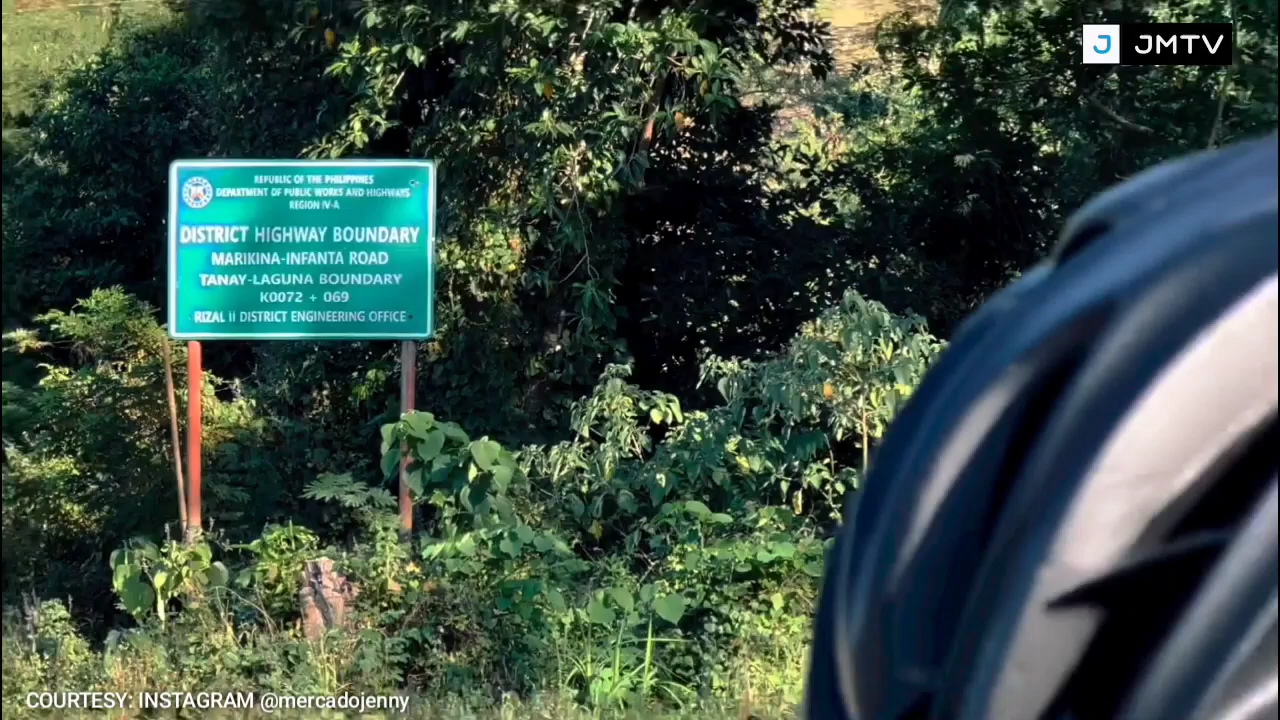 J JMTV
REPUBLIC OF THE PHILIPPINES
DEPARTMENT OF PUBLIC WORKS AND HIGHWAYS
REGION IV-A
DISTRICT HIGHWAY BOUNDARY
MARIKINA-INFANTA ROAD
TANAY-LAGUNA BOUNDARY
K0072 + 069
RIZAL ii DISTRICT ENGINEERING OFFICE
COURTESY: INSTAGRAM @mercadojenny